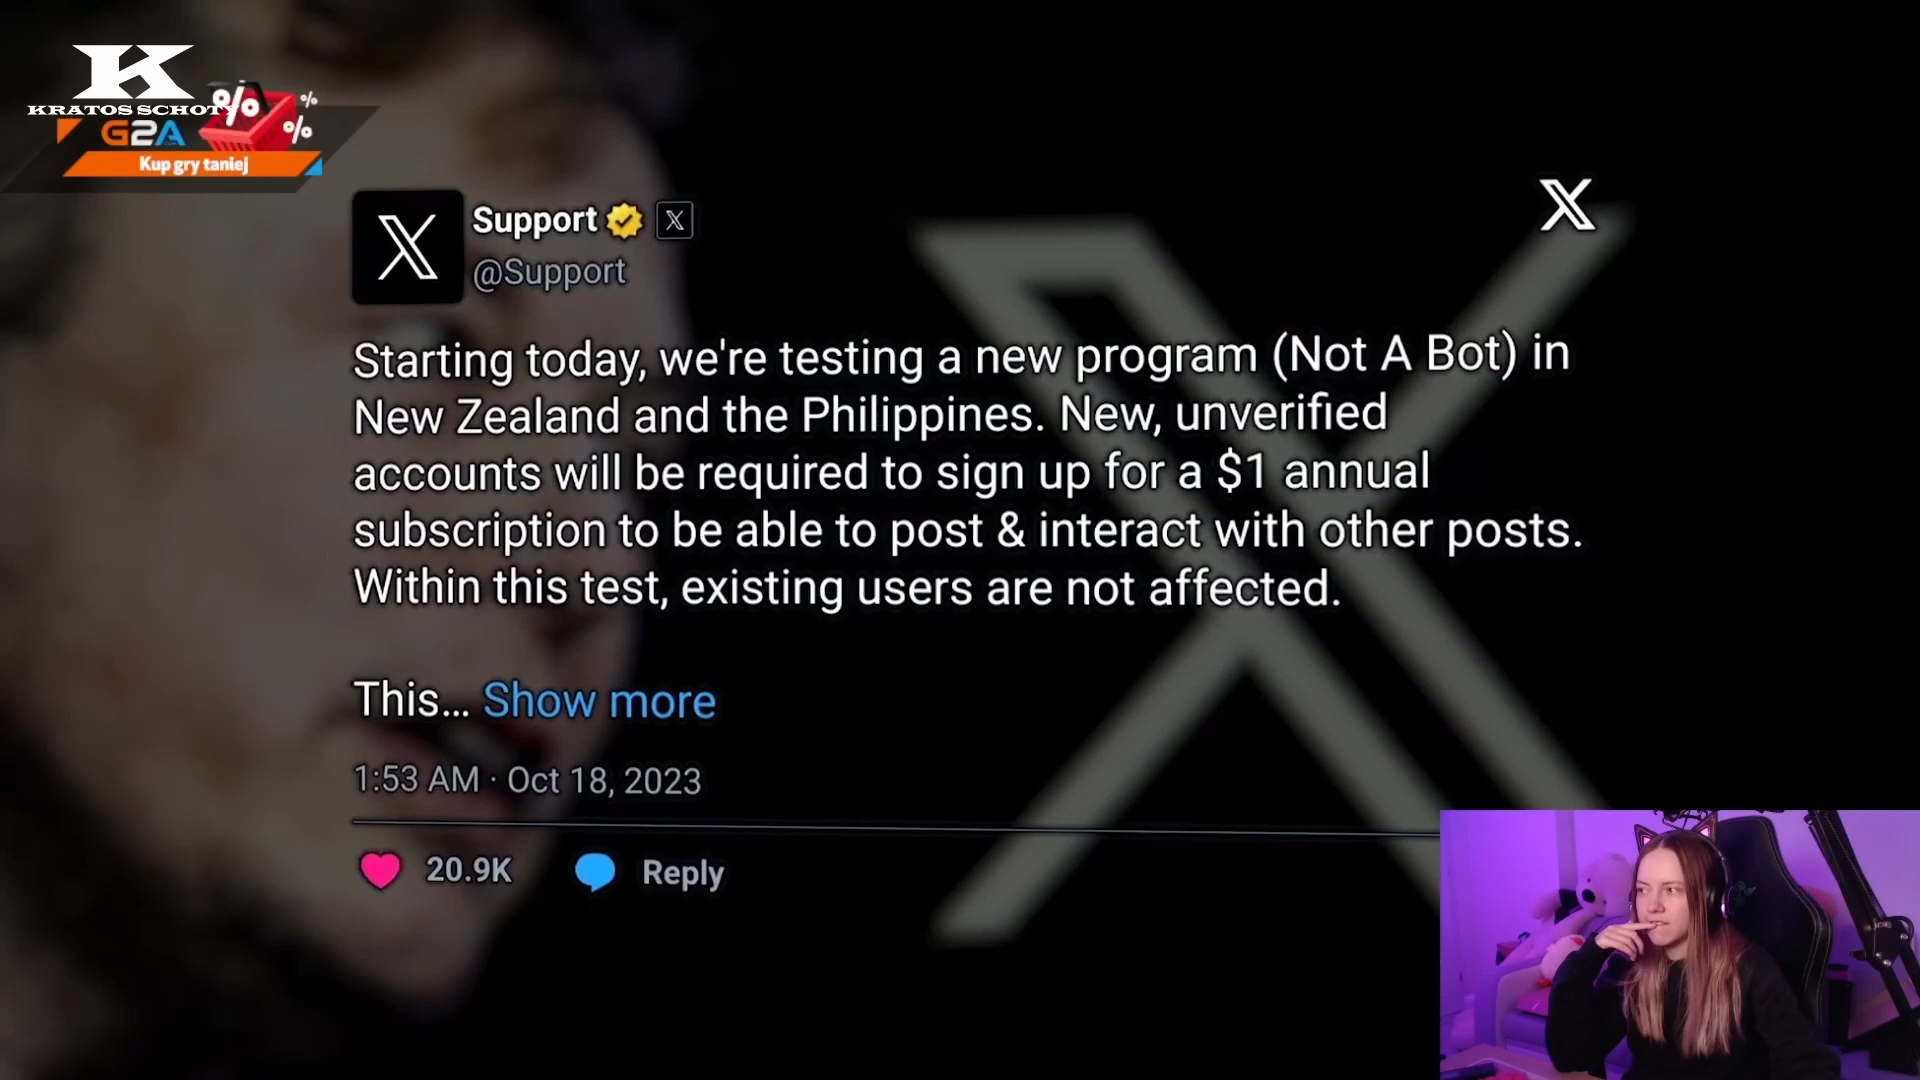 K
KRATOS SCHOT
G2A
Kup gry taniej
Support
@Support
Starting today, we're testing a new program (Not A Bot) in
New Zealand and the Philippines. New, unverified
accounts will be required to sign up for a $1 annual
subscription to be able to post & interact with other posts.
Within this test, existing users are not affected.
This... Show more
1:53 AM · Oct 18, 2023
20.9K Reply